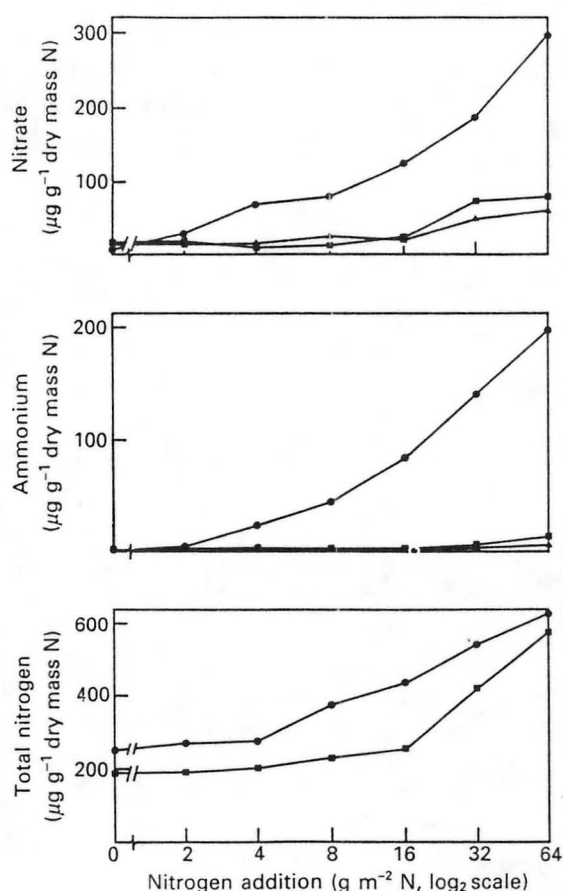 300
200
100
Nitrate
(μg g⁻¹ dry mass N)
200
100
Ammonium
(μg g⁻¹ dry mass N)
600
400
200
Total nitrogen
(μg g⁻¹ dry mass N)
0 2 4 8 16 32 64
Nitrogen addition (g m⁻² N, log₂ scale)